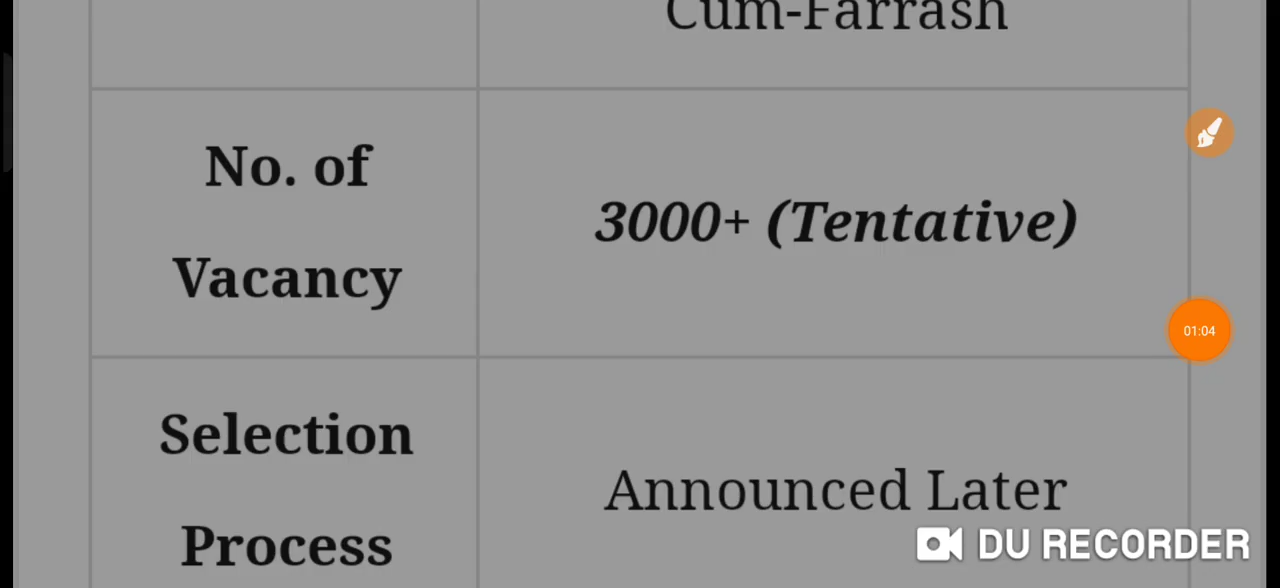 Cum-Farrash
No. of
Vacancy
3000+ (Tentative)
01:04
Selection
Process
Announced Later
DU RECORDER